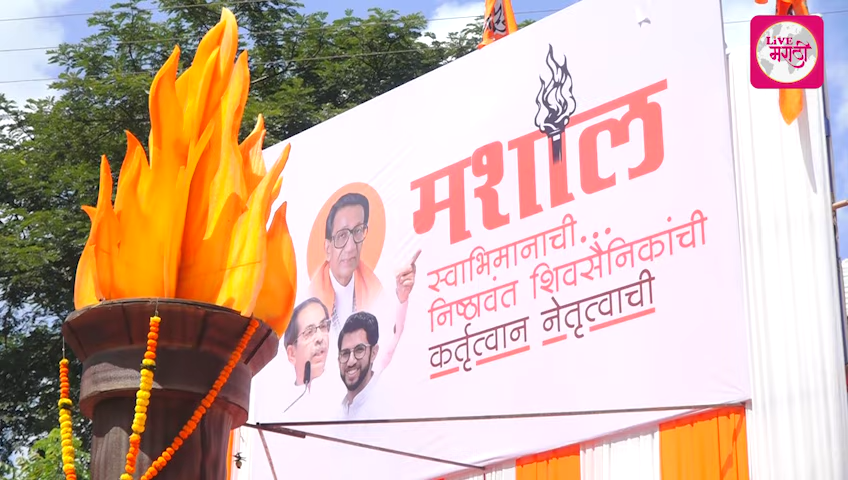 LiVE
मराठी
मशाल
स्वाभिमानाची...
निष्ठावंत शिवसैनिकांची
कर्तृत्वान नेतृत्वाची